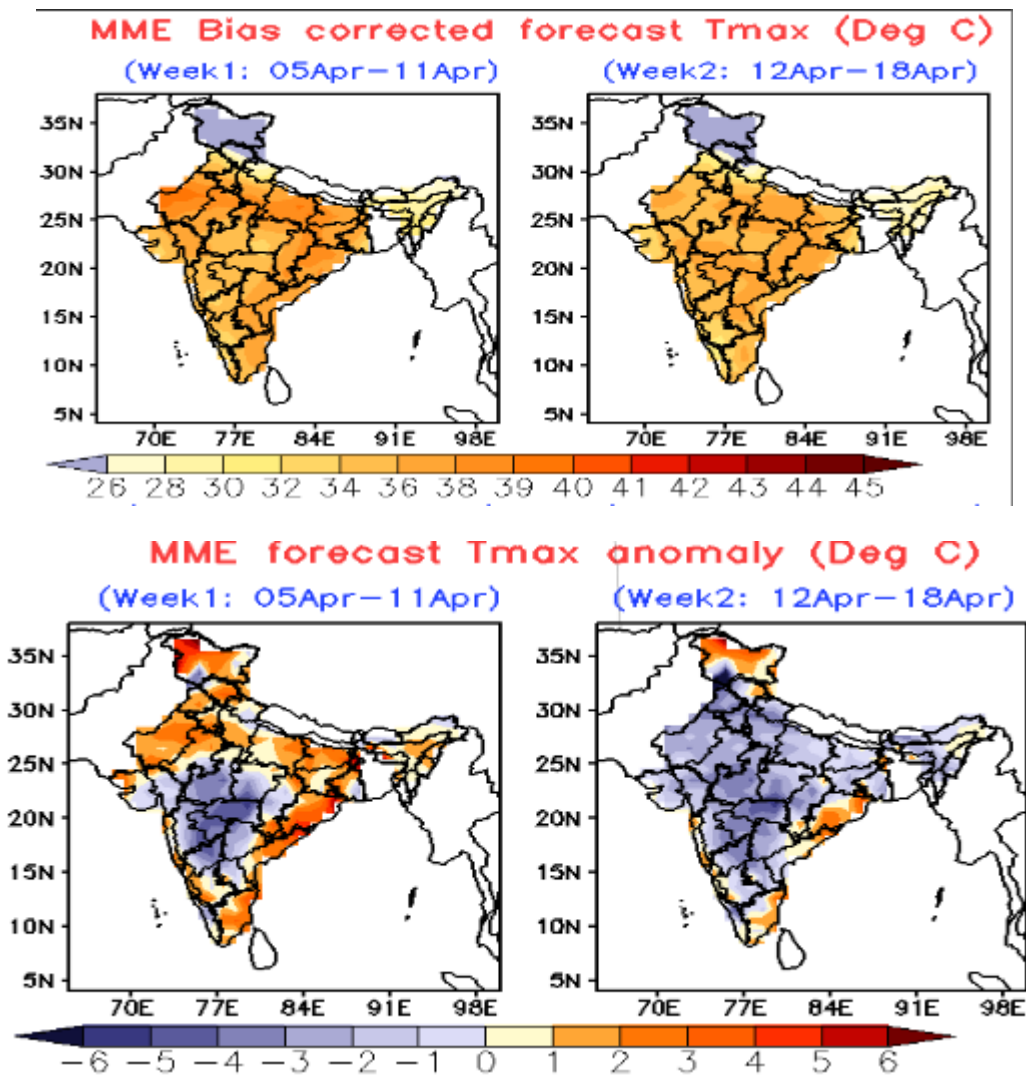 MME Bias corrected forecast Tmax (Deg C)
(Week1: 05Apr-11Apr) (Week2: 12Apr-18Apr)
35N 35N
30N 30N
25N 25N
20N 20N
15N 15N
10N 10N
5N 5N
70E 77E 84E 91E 98E 70E 77E 84E 91E 98E
26 28 30 32 34 36 38 39 40 41 42 43 44 45
MME forecast Tmax anomaly (Deg C)
(Week1: 05Apr-11Apr) (Week2: 12Apr-18Apr)
35N 35N
30N 30N
25N 25N
20N 20N
15N 15N
10N 10N
5N 5N
70E 77E 84E 91E 98E 70E 77E 84E 91E 98E
-6 -5 -4 -3 -2 -1 0 1 2 3 4 5 6